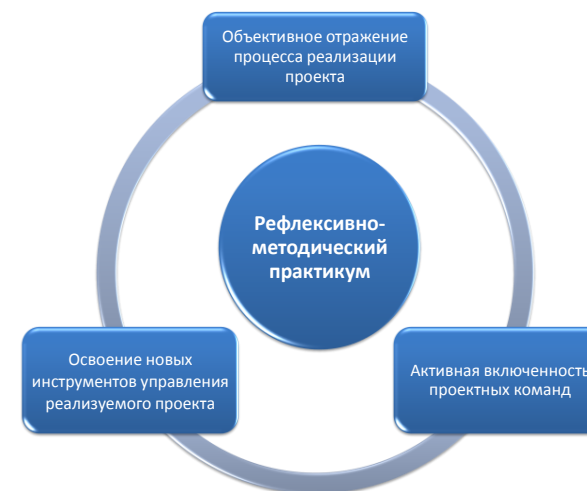 Объективное отражение
процесса реализации
проекта
Рефлексивно-
методический
практикум
Освоение новых
инструментов управления
реализуемого проекта
Активная включенность
проектных команд